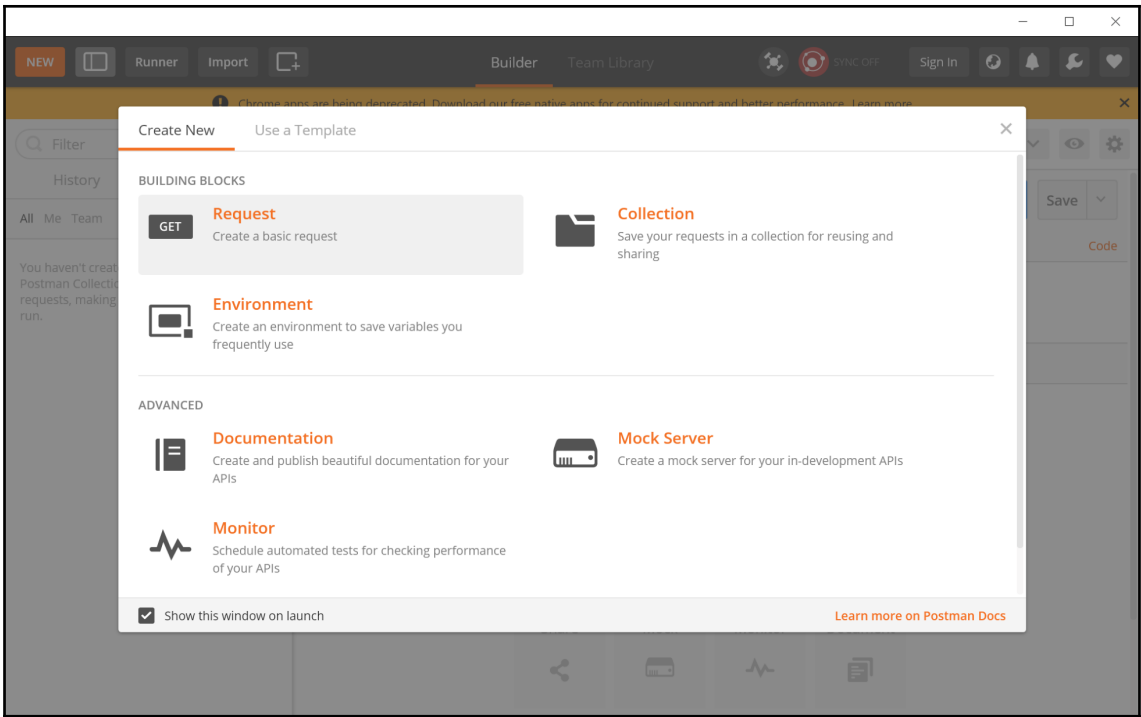 NEW Runner Import Builder Team Library SYNC OFF Sign In
Chrome apps are being deprecated. Download our free native apps for continued support and better performance. Learn more
Create New Use a Template
Filter
History
Save
All Me Team
Code
You haven't creat
Postman Collectio
requests, making
run.
BUILDING BLOCKS
GET
Request
Create a basic request
Collection
Save your requests in a collection for reusing and
sharing
Environment
Create an environment to save variables you
frequently use
ADVANCED
Documentation
Create and publish beautiful documentation for your
APIs
Mock Server
Create a mock server for your in-development APIs
Monitor
Schedule automated tests for checking performance
of your APIs
Show this window on launch
Learn more on Postman Docs